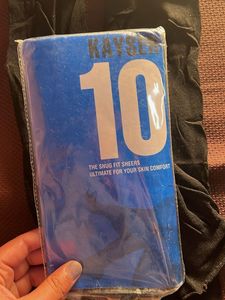 KAYSER
10
THE SNUG FIT SHEERS
ULTIMATE FOR YOUR SKIN COMFORT